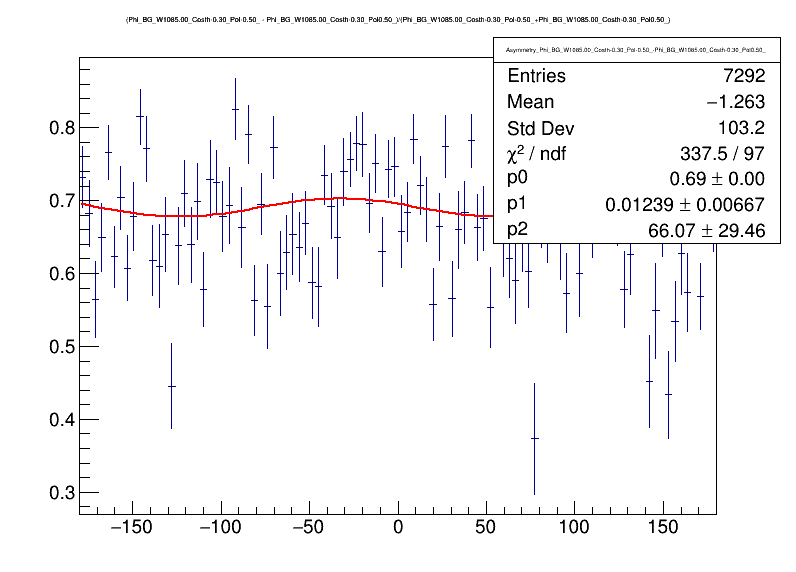 (Phi_BG_W1085.00_Costh-0.30_Pol-0.50_ - Phi_BG_W1085.00_Costh-0.30_Pol0.50_)/(Phi_BG_W1085.00_Costh-0.30_Pol-0.50_+Phi_BG_W1085.00_Costh-0.30_Pol0.50_)
Asymmetry_Phi_BG_W1085.00_Costh-0.30_Pol-0.50_-Phi_BG_W1085.00_Costh-0.30_Pol0.50_
Entries 7292
Mean −1.263
Std Dev 103.2
χ² / ndf 337.5 / 97
p0 0.69 ± 0.00
p1 0.01239 ± 0.00667
p2 66.07 ± 29.46
0.8
0.7
0.6
0.5
0.4
0.3
−150 −100 −50 0 50 100 150